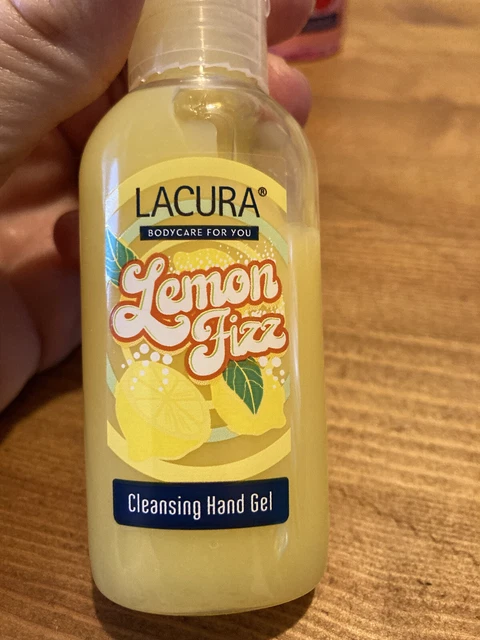 LACURA®
BODYCARE FOR YOU
Lemon
Fizz
Cleansing Hand Gel